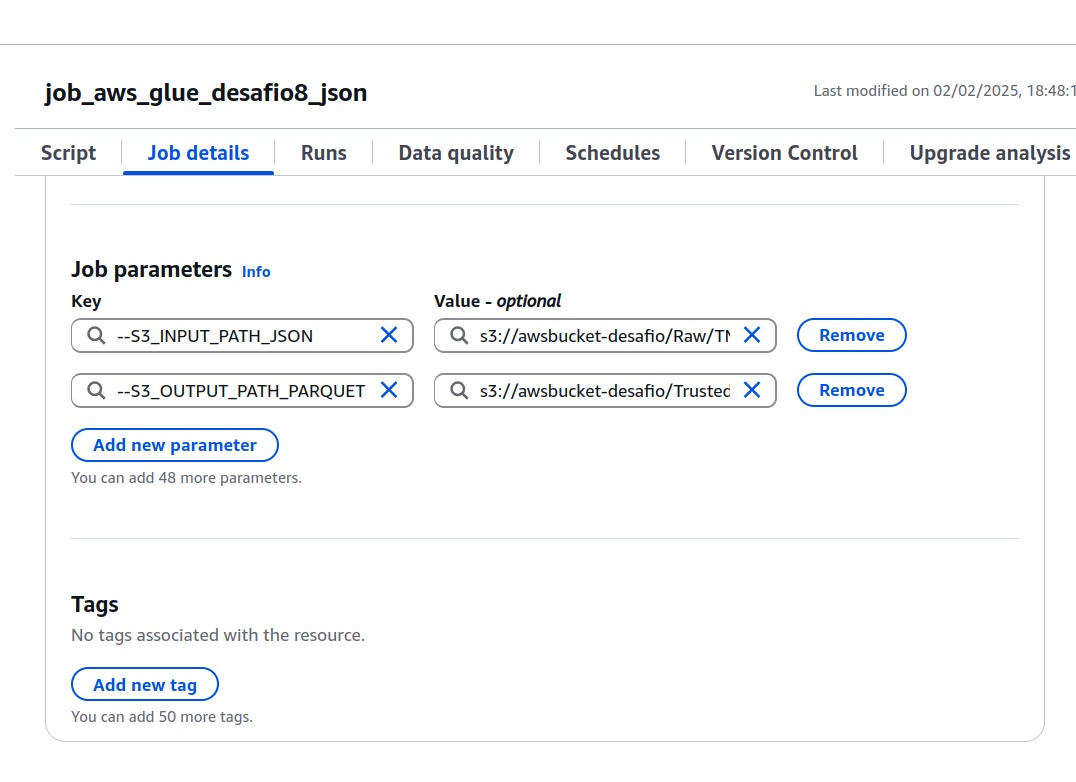 job_aws_glue_desafio8_json
Last modified on 02/02/2025, 18:48:1
Script Job details Runs Data quality Schedules Version Control Upgrade analysis
Job parameters Info
Key Value - optional
--S3_INPUT_PATH_JSON s3://awsbucket-desafio/Raw/TM Remove
--S3_OUTPUT_PATH_PARQUET s3://awsbucket-desafio/Trusted Remove
Add new parameter
You can add 48 more parameters.
Tags
No tags associated with the resource.
Add new tag
You can add 50 more tags.